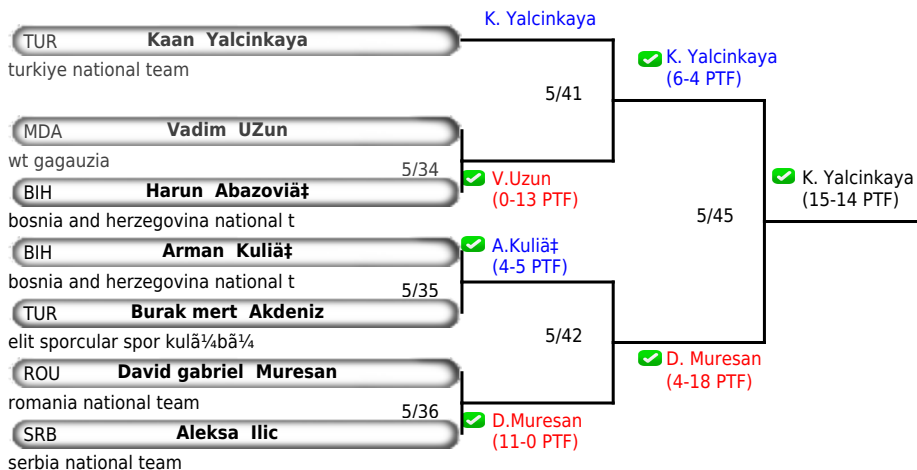 K. Yalcinkaya
TUR Kaan Yalcinkaya
turkiye national team
K. Yalcinkaya
(6-4 PTF)
5/41
MDA Vadim UZun
wt gagauzia
5/34
V.Uzun
(0-13 PTF)
BIH Harun Abazoviä‡
bosnia and herzegovina national t
K. Yalcinkaya
(15-14 PTF)
5/45
BIH Arman Kuliä‡
bosnia and herzegovina national t
A.Kuliä‡
(4-5 PTF)
5/35
TUR Burak mert Akdeniz
elit sporcular spor kulã¼bã¼
5/42
D. Muresan
(4-18 PTF)
ROU David gabriel Muresan
romania national team
5/36
D.Muresan
(11-0 PTF)
SRB Aleksa Ilic
serbia national team